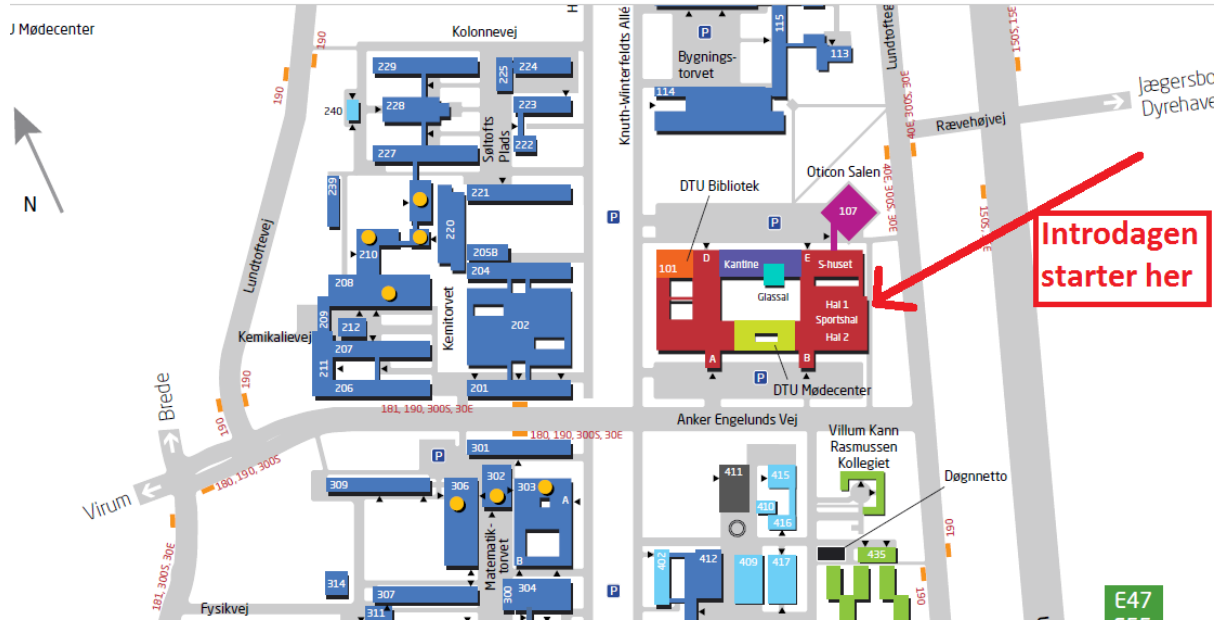 J Mødecenter
Kolonnevej
H
Knuth-Winterfeldts Allé
P
Bygnings-
torvet
115
113
114
Lundtofteg
30E, 300S, 40E
150S, 15
Jægersbo
Dyrehave
Rævehøjvej
190
190
229
225
224
240
228
223
222
227
Søltofts
Plads
N
239
221
220
205B
210
204
208
209
212
202
Kemikalievej
207
211
206
Kemitorvet
201
Lundtoftevej
P
DTU Bibliotek
Oticon Salen
40E, 300S, 30E
P
107
101
D
Kantine
E
S-huset
Glassal
Hal 1
Sportshal
Hal 2
A
B
P
DTU Mødecenter
Introdagen
starter her
Brede
190
190
181, 190, 300S, 30E
Anker Engelunds Vej
180, 190, 300S, 30E
180, 190, 300S
Virum
181, 300S, 30E
P
301
302
303
A
B
306
309
Matematik-
torvet
314
307
311
300
304
Fysikvej
P
411
415
410
416
402
412
409
417
Villum Kann
Rasmussen
Kollegiet
Døgnnetto
435
190
190
E47